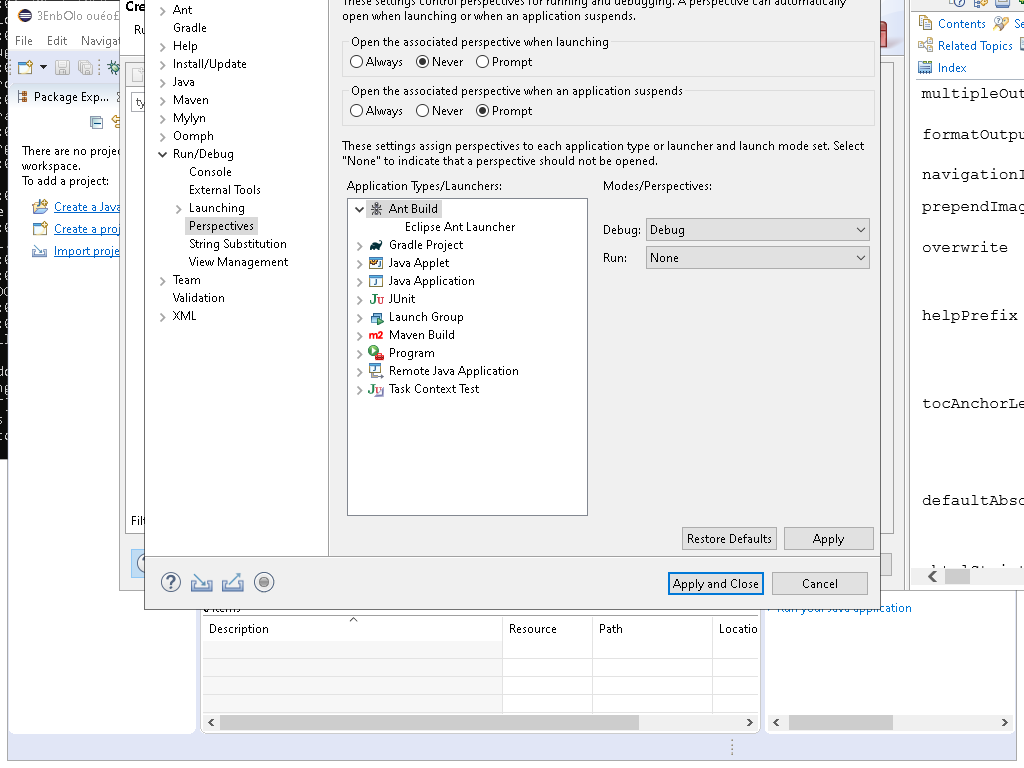 3EnbOlo
File Edit Navigat
Package Exp...
There are no proje
workspace.
To add a project:
Create a Java
Create a proj
Import proje
Cre
Ru
ty
Filt
Ant
Gradle
Help
Install/Update
Java
Maven
Mylyn
Oomph
Run/Debug
Console
External Tools
Launching
Perspectives
String Substitution
View Management
Team
Validation
XML
These settings control perspectives for running and debugging. A perspective can automatically
open when launching or when an application suspends.
Open the associated perspective when launching
Always Never Prompt
Open the associated perspective when an application suspends
Always Never Prompt
These settings assign perspectives to each application type or launcher and launch mode set. Select
"None" to indicate that a perspective should not be opened.
Application Types/Launchers:
Modes/Perspectives:
Ant Build
Eclipse Ant Launcher
Gradle Project
Java Applet
Java Application
JUnit
Launch Group
Maven Build
Program
Remote Java Application
Task Context Test
Debug: Debug
Run: None
Restore Defaults
Apply
Apply and Close
Cancel
Contents
Se
Related Topics
Index
multipleOut
formatOutpu
navigationI
prependImag
overwrite
helpPrefix
tocAnchorLe
defaultAbso
Run your Java application
Description
Resource
Path
Locatio